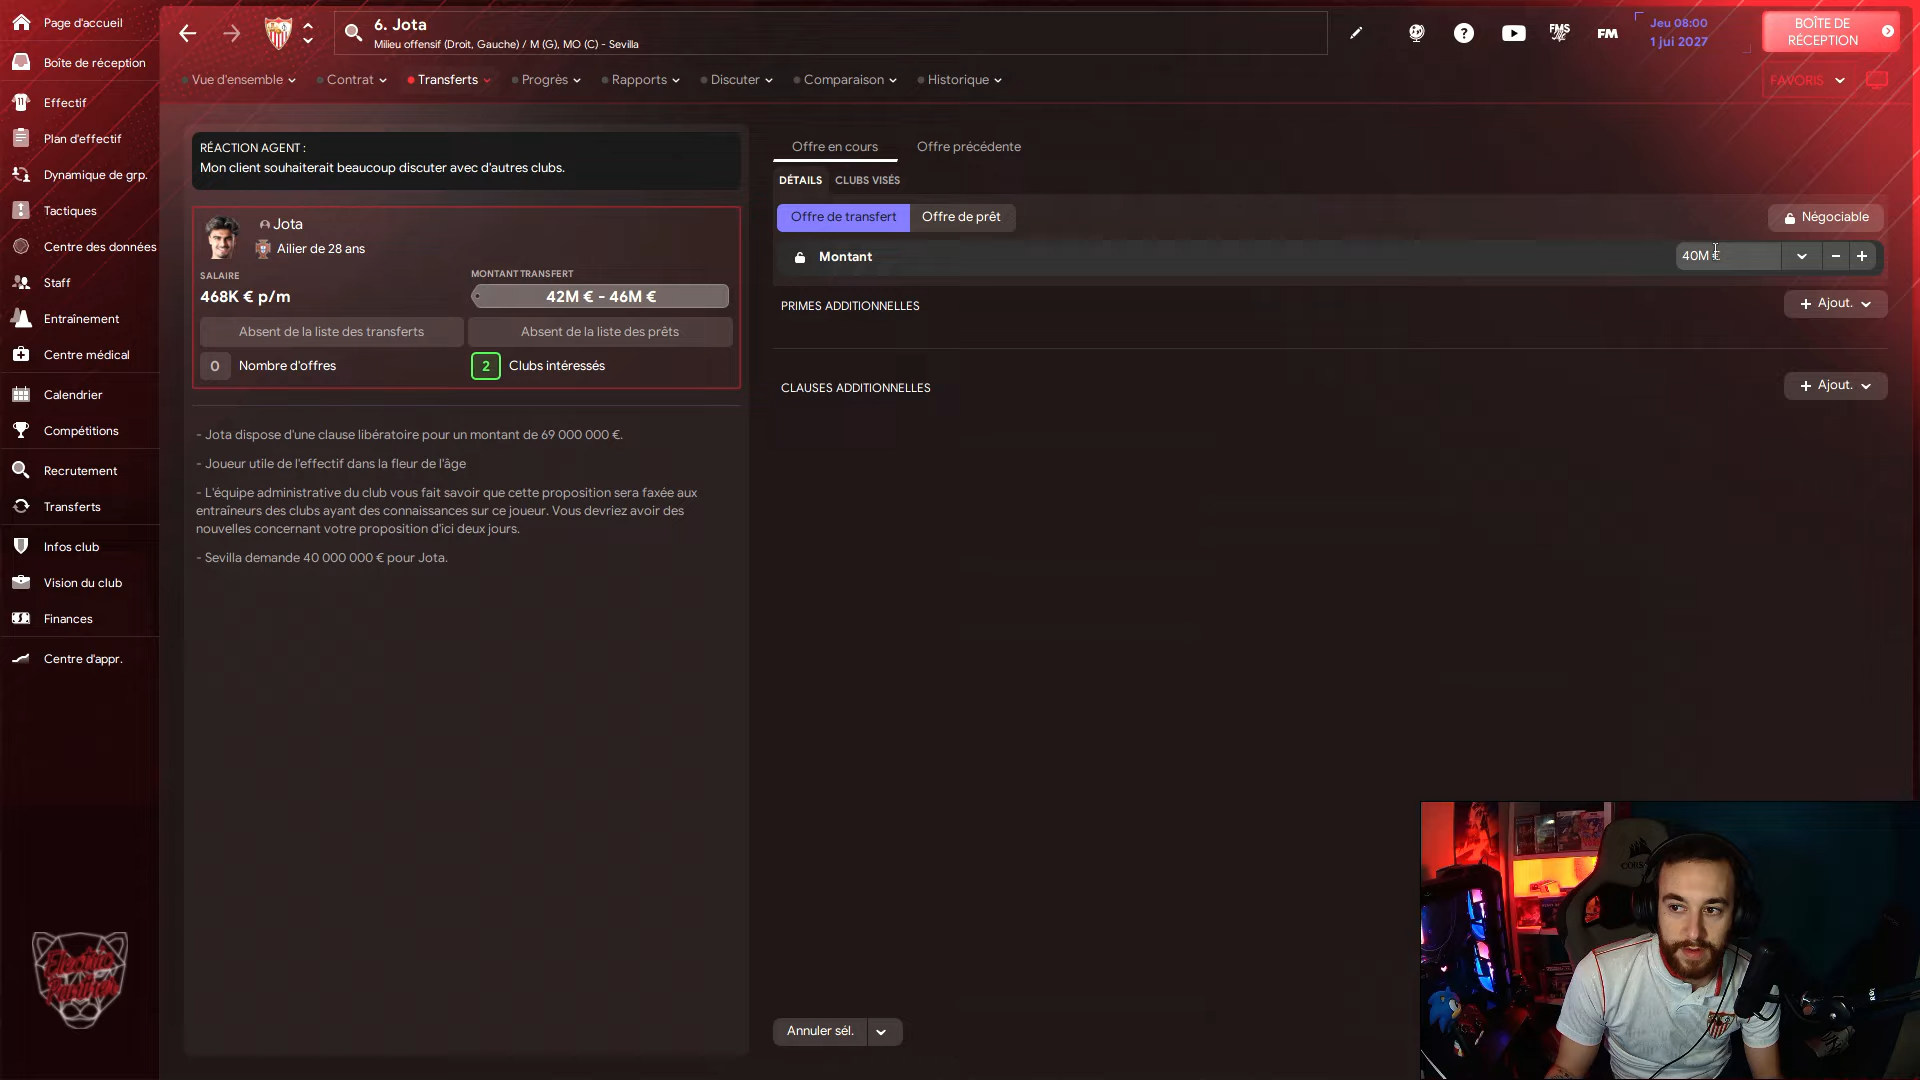 Page d'accueil
Boîte de réception
Effectif
Plan d'effectif
Dynamique de grp.
Tactiques
Centre des données
Staff
Entraînement
Centre médical
Calendrier
Compétitions
Recrutement
Transferts
Infos club
Vision du club
Finances
Centre d'appr.
6. Jota
Milieu offensif (Droit, Gauche) / M (G), MO (C) - Sevilla
FM
Jeu 08:00
1 jui 2027
BOÎTE DE
RÉCEPTION
Vue d'ensemble
Contrat
Transferts
Progrès
Rapports
Discuter
Comparaison
Historique
FAVORIS
RÉACTION AGENT :
Mon client souhaiterait beaucoup discuter avec d'autres clubs.
Jota
Ailier de 28 ans
SALAIRE
468K € p/m
MONTANT TRANSFERT
42M € - 46M €
Absent de la liste des transferts
Absent de la liste des prêts
0 Nombre d'offres
2 Clubs intéressés
- Jota dispose d'une clause libératoire pour un montant de 69 000 000 €.
- Joueur utile de l'effectif dans la fleur de l'âge
- L'équipe administrative du club vous fait savoir que cette proposition sera faxée aux
entraîneurs des clubs ayant des connaissances sur ce joueur. Vous devriez avoir des
nouvelles concernant votre proposition d'ici deux jours.
- Sevilla demande 40 000 000 € pour Jota.
Offre en cours
Offre précédente
DÉTAILS
CLUBS VISÉS
Offre de transfert
Offre de prêt
Négociable
Montant
40M €
PRIMES ADDITIONNELLES
+ Ajout.
CLAUSES ADDITIONNELLES
+ Ajout.
Annuler sél.